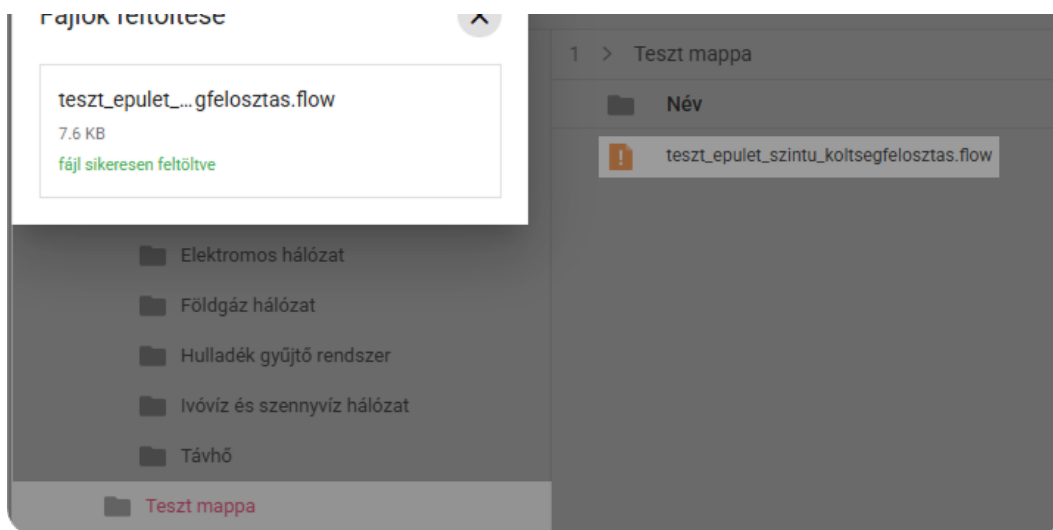 Fájlok feltöltése
teszt_epulet_...gfelosztas.flow
7.6 KB
fájl sikeresen feltöltve
Elektromos hálózat
Földgáz hálózat
Hulladék gyűjtő rendszer
Ivóvíz és szennyvíz hálózat
Távhő
Teszt mappa
1 > Teszt mappa
Név
teszt_epulet_szintu_koltsegfelosztas.flow